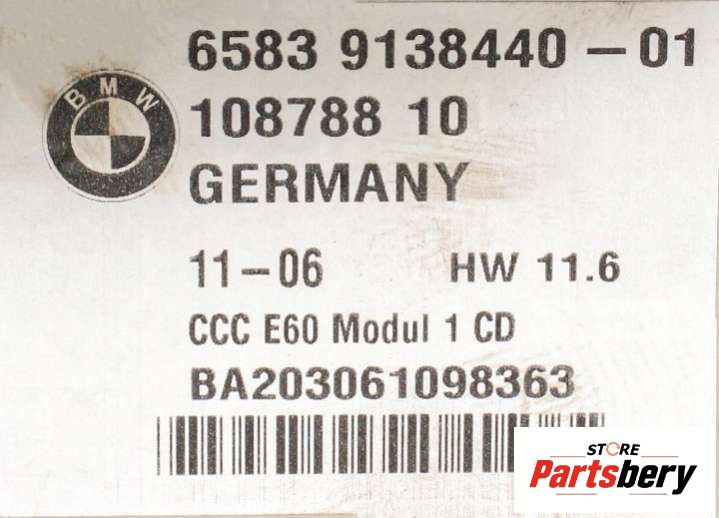 6583 9138440-01
BMW
108788 10
GERMANY
11-06 HW 11.6
CCC E60 Modul 1 CD
BA203061098363
STORE
Partsbery